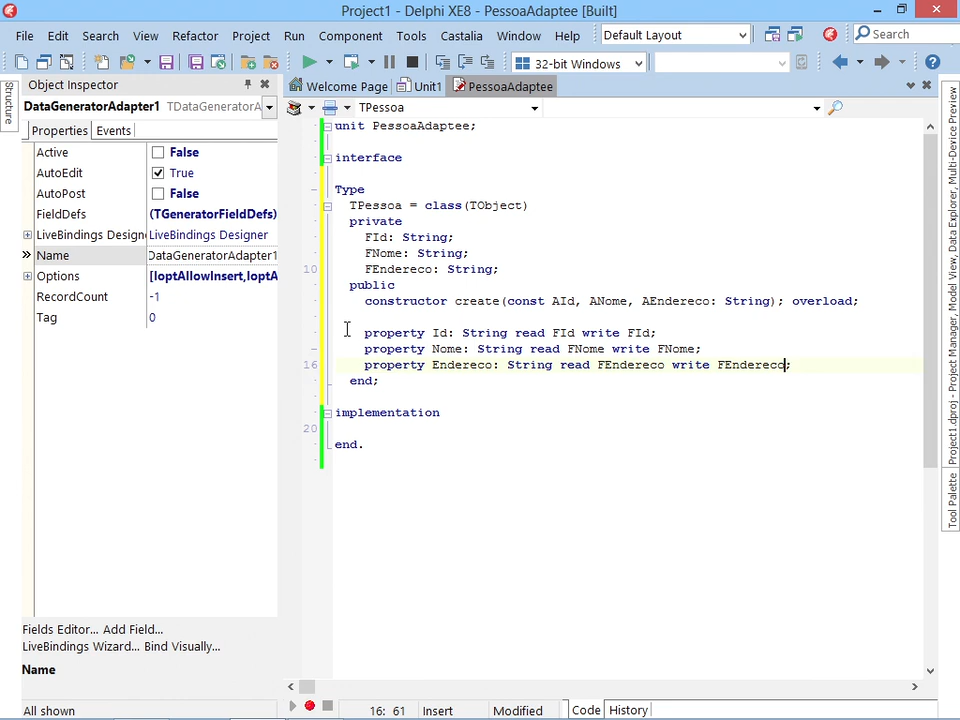 Project1 - Delphi XE8 - PessoaAdaptee [Built]
File Edit Search View Refactor Project Run Component Tools Castalia Window Help Default Layout Search
32-bit Windows
Structure
Object Inspector
DataGeneratorAdapter1 TDataGeneratorA
Properties Events
Active False
AutoEdit True
AutoPost False
FieldDefs (TGeneratorFieldDefs)
LiveBindings Design LiveBindings Designer
» Name DataGeneratorAdapter1
Options [loptAllowInsert,loptA
RecordCount -1
Tag 0
Fields Editor... Add Field...
LiveBindings Wizard... Bind Visually...
Name
All shown
Welcome Page Unit1 PessoaAdaptee
TPessoa
unit PessoaAdaptee;
interface
Type
TPessoa = class(TObject)
private
FId: String;
FNome: String;
10 FEndereco: String;
public
constructor create(const AId, ANome, AEndereco: String); overload;
property Id: String read FId write FId;
property Nome: String read FNome write FNome;
16 property Endereco: String read FEndereco write FEndereco;
end;
implementation
20
end.
16: 61 Insert Modified Code History
Project1.dproj - Project Manager, Model View, Data Explorer, Multi-Device Preview
Tool Palette